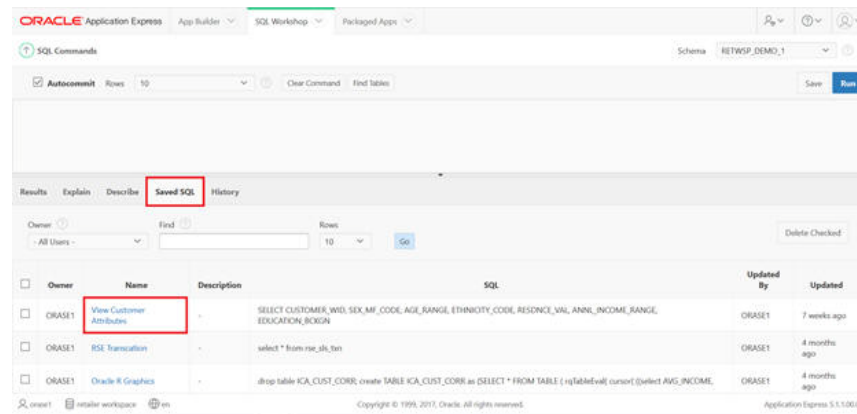 ORACLE Application Express App Builder SQL Workshop Packaged Apps
SQL Commands Schema RETWSP_DEMO_1
Autocommit Rows 10 Clear Command Find Tables Save Run
Results Explain Describe Saved SQL History
Owner Find Rows
- All Users - 10 Go Delete Checked
Owner Name Description SQL Updated By Updated
ORASE1 View Customer Attributes - SELECT CUSTOMER_WID, SEX_MF_CODE, AGE_RANGE, ETHNICITY_CODE, RESDNCE_VAL, ANNL_INCOME_RANGE, EDUCATION_BCKGN ORASE1 7 weeks ago
ORASE1 RSE Transcation - select * from rse_sls_txn ORASE1 4 months ago
ORASE1 Oracle R Graphics - drop table ICA_CUST_CORR; create TABLE ICA_CUST_CORR as (SELECT * FROM TABLE ( rqTableEval( cursor( ((select AVG_INCOME, ORASE1 4 months ago
orase1 retailer workspace en Copyright © 1999, 2017, Oracle. All rights reserved. Application Express 5.1.1.00.